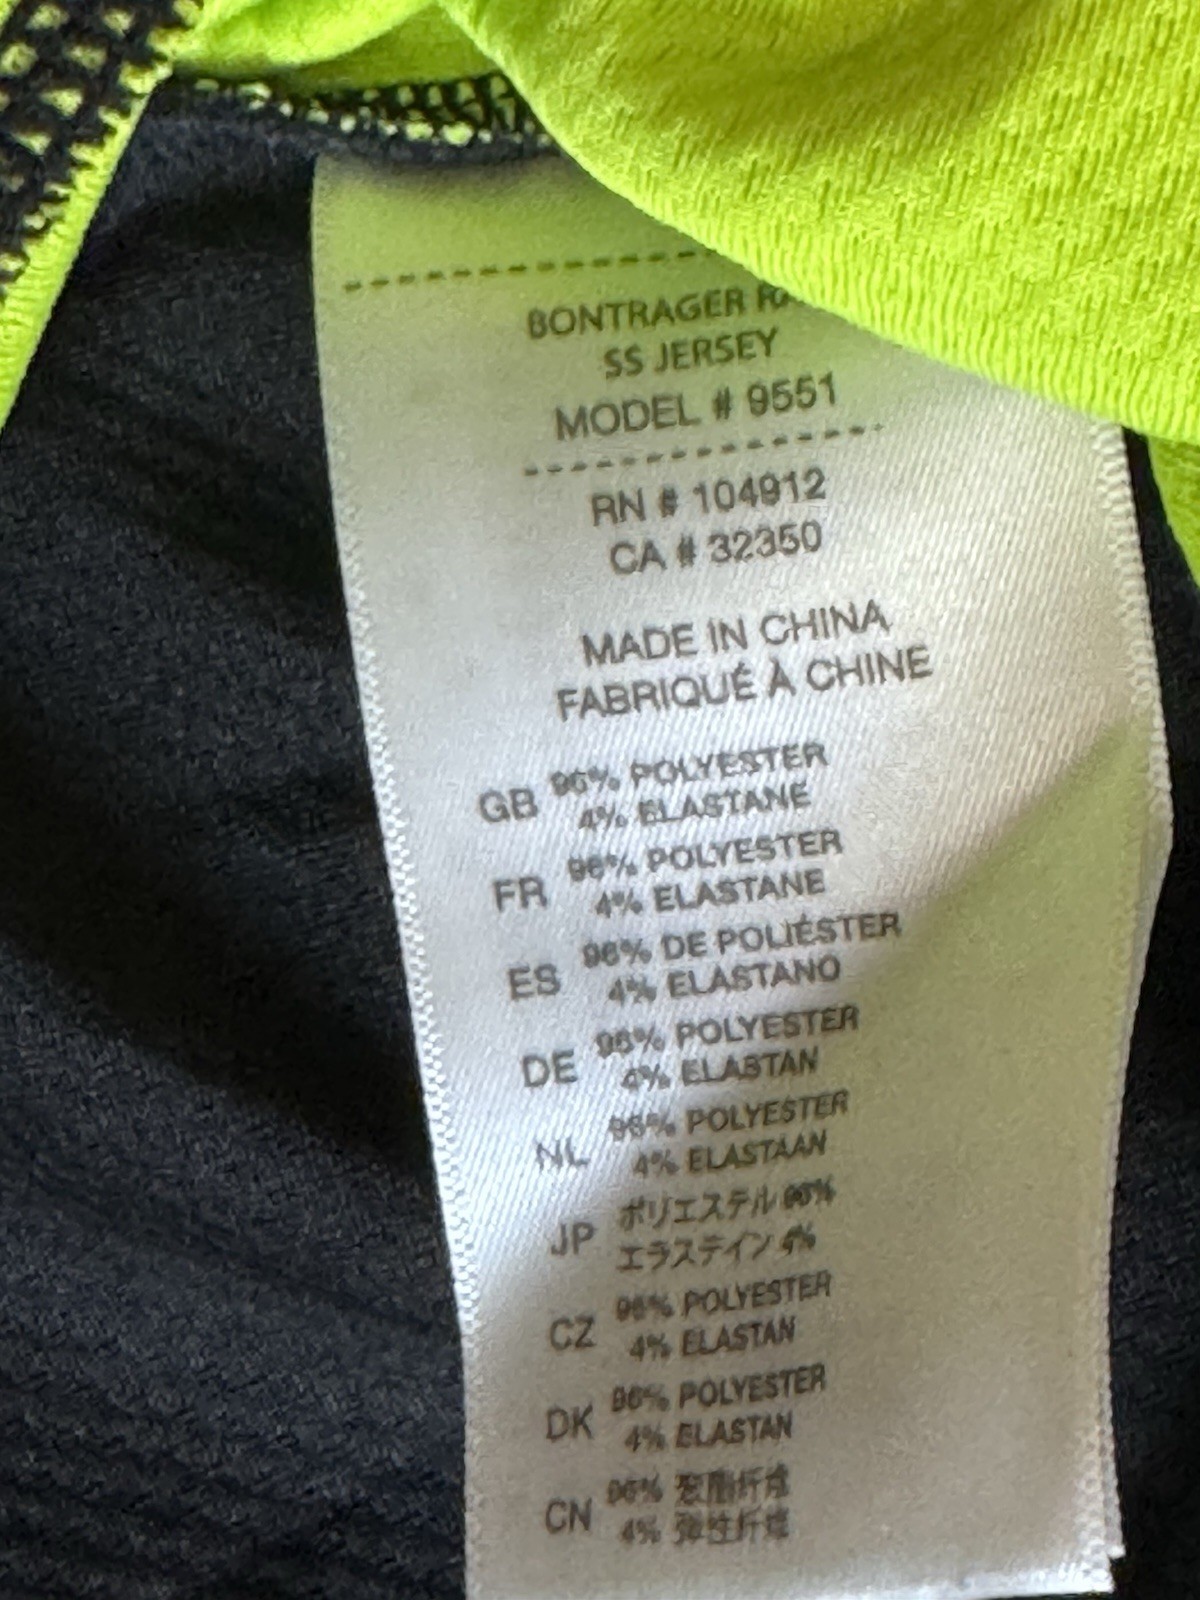 BONTRAGER
SS JERSEY
MODEL # 9551
RN # 104912
CA # 32350
MADE IN CHINA
FABRIQUÉ À CHINE
GB 96% POLYESTER
4% ELASTANE
FR 96% POLYESTER
4% ELASTANE
ES 96% DE POLIÉSTER
4% ELASTANO
DE 96% POLYESTER
4% ELASTAN
NL 96% POLYESTER
4% ELASTAAN
JP ポリエステル 96%
エラステイン 4%
CZ 96% POLYESTER
4% ELASTAN
DK 96% POLYESTER
4% ELASTAN
CN 96%
4%